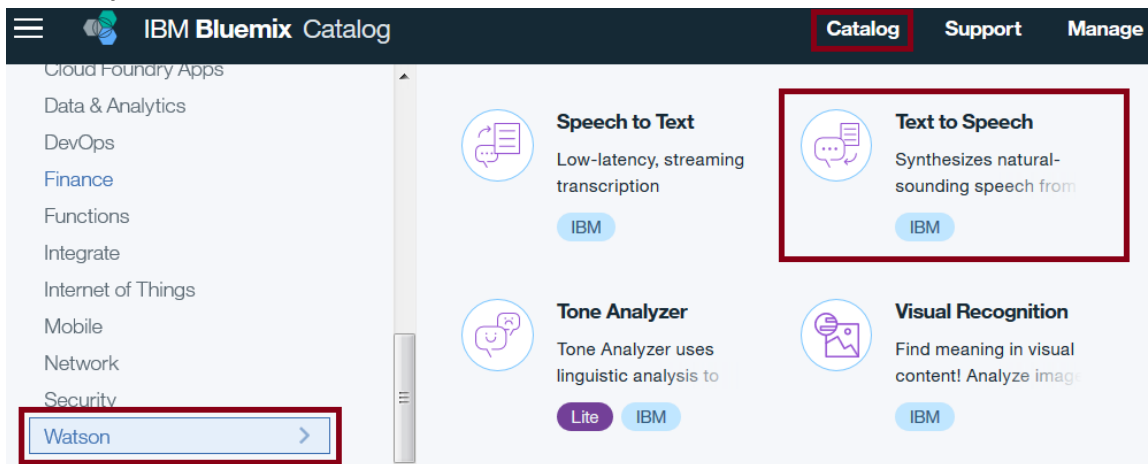 IBM Bluemix Catalog
Catalog Support Manage
Cloud Foundry Apps
Data & Analytics
DevOps
Finance
Functions
Integrate
Internet of Things
Mobile
Network
Security
Watson
Speech to Text
Low-latency, streaming
transcription
IBM
Text to Speech
Synthesizes natural-
sounding speech from
IBM
Tone Analyzer
Tone Analyzer uses
linguistic analysis to
Lite IBM
Visual Recognition
Find meaning in visual
content! Analyze image
IBM